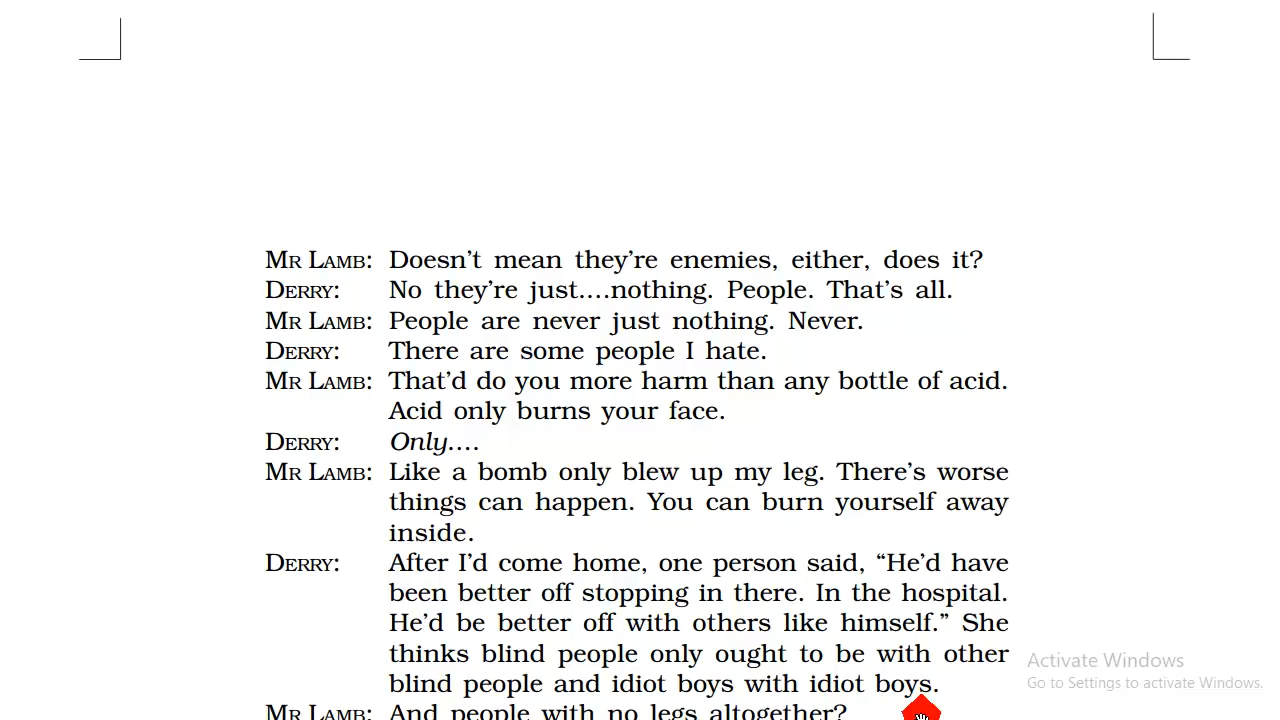 MR LAMB: Doesn't mean they're enemies, either, does it?
DERRY: No they're just....nothing. People. That's all.
MR LAMB: People are never just nothing. Never.
DERRY: There are some people I hate.
MR LAMB: That'd do you more harm than any bottle of acid.
Acid only burns your face.
DERRY: Only....
MR LAMB: Like a bomb only blew up my leg. There's worse
things can happen. You can burn yourself away
inside.
DERRY: After I'd come home, one person said, “He'd have
been better off stopping in there. In the hospital.
He'd be better off with others like himself.” She
thinks blind people only ought to be with other
blind people and idiot boys with idiot boys.
MR LAMB: And people with no legs altogether?
Activate Windows
Go to Settings to activate Windows.